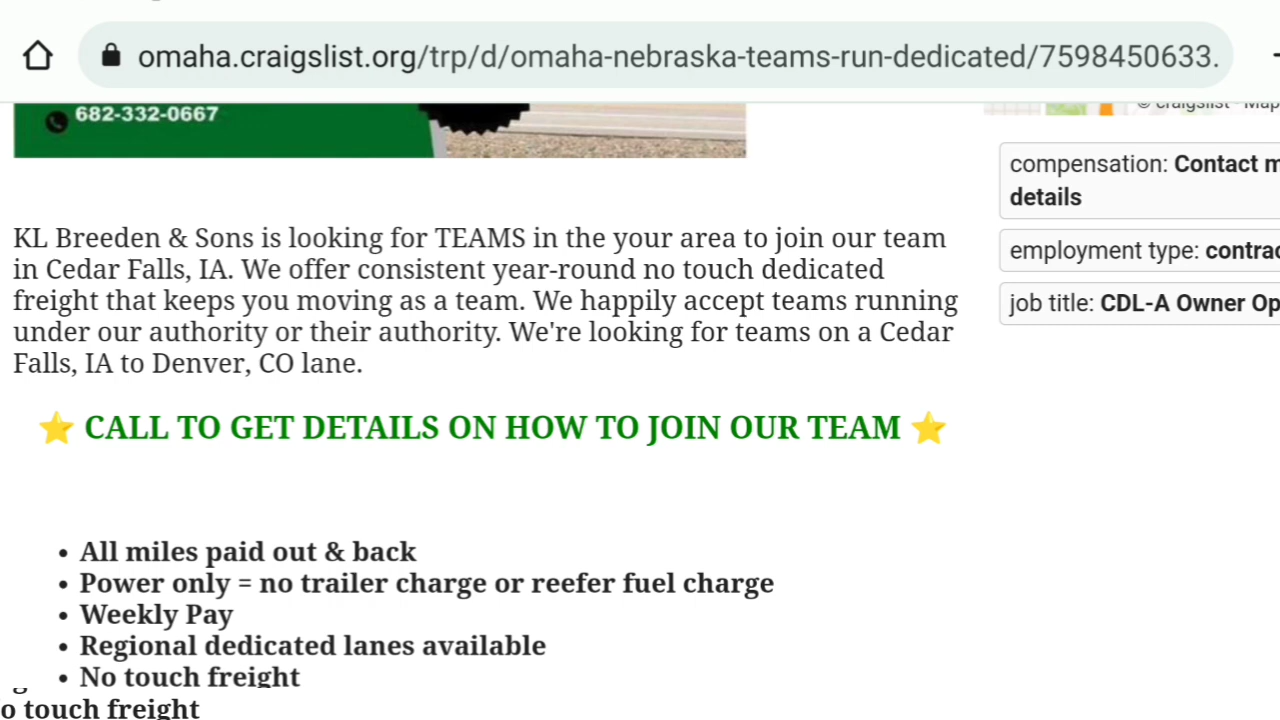 omaha.craigslist.org/trp/d/omaha-nebraska-teams-run-dedicated/7598450633.
682-332-0667
© craigslist - Map
compensation: Contact m
details
employment type: contrac
job title: CDL-A Owner Op
KL Breeden & Sons is looking for TEAMS in the your area to join our team
in Cedar Falls, IA. We offer consistent year-round no touch dedicated
freight that keeps you moving as a team. We happily accept teams running
under our authority or their authority. We're looking for teams on a Cedar
Falls, IA to Denver, CO lane.
⭐ CALL TO GET DETAILS ON HOW TO JOIN OUR TEAM ⭐
• All miles paid out & back
• Power only = no trailer charge or reefer fuel charge
• Weekly Pay
• Regional dedicated lanes available
• No touch freight
o touch freight